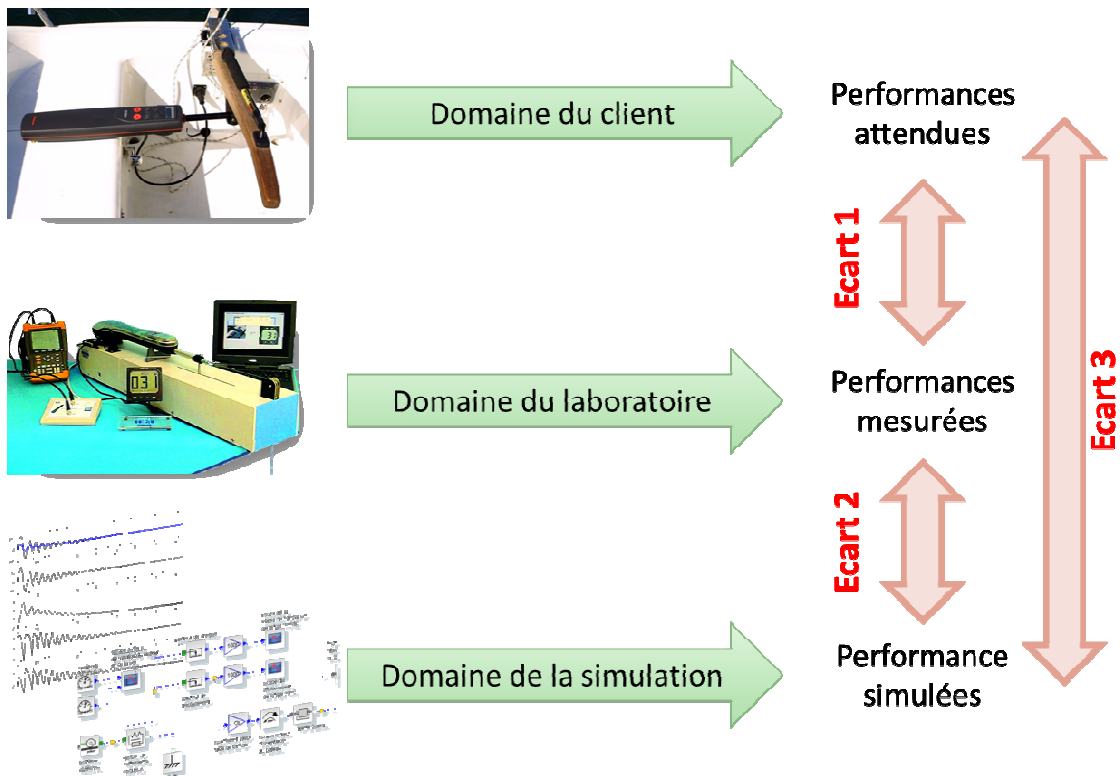 Domaine du client
Performances
attendues
Ecart 1
Domaine du laboratoire
031
Performances
mesurées
Ecart 3
Ecart 2
Domaine de la simulation
Performance
simulées